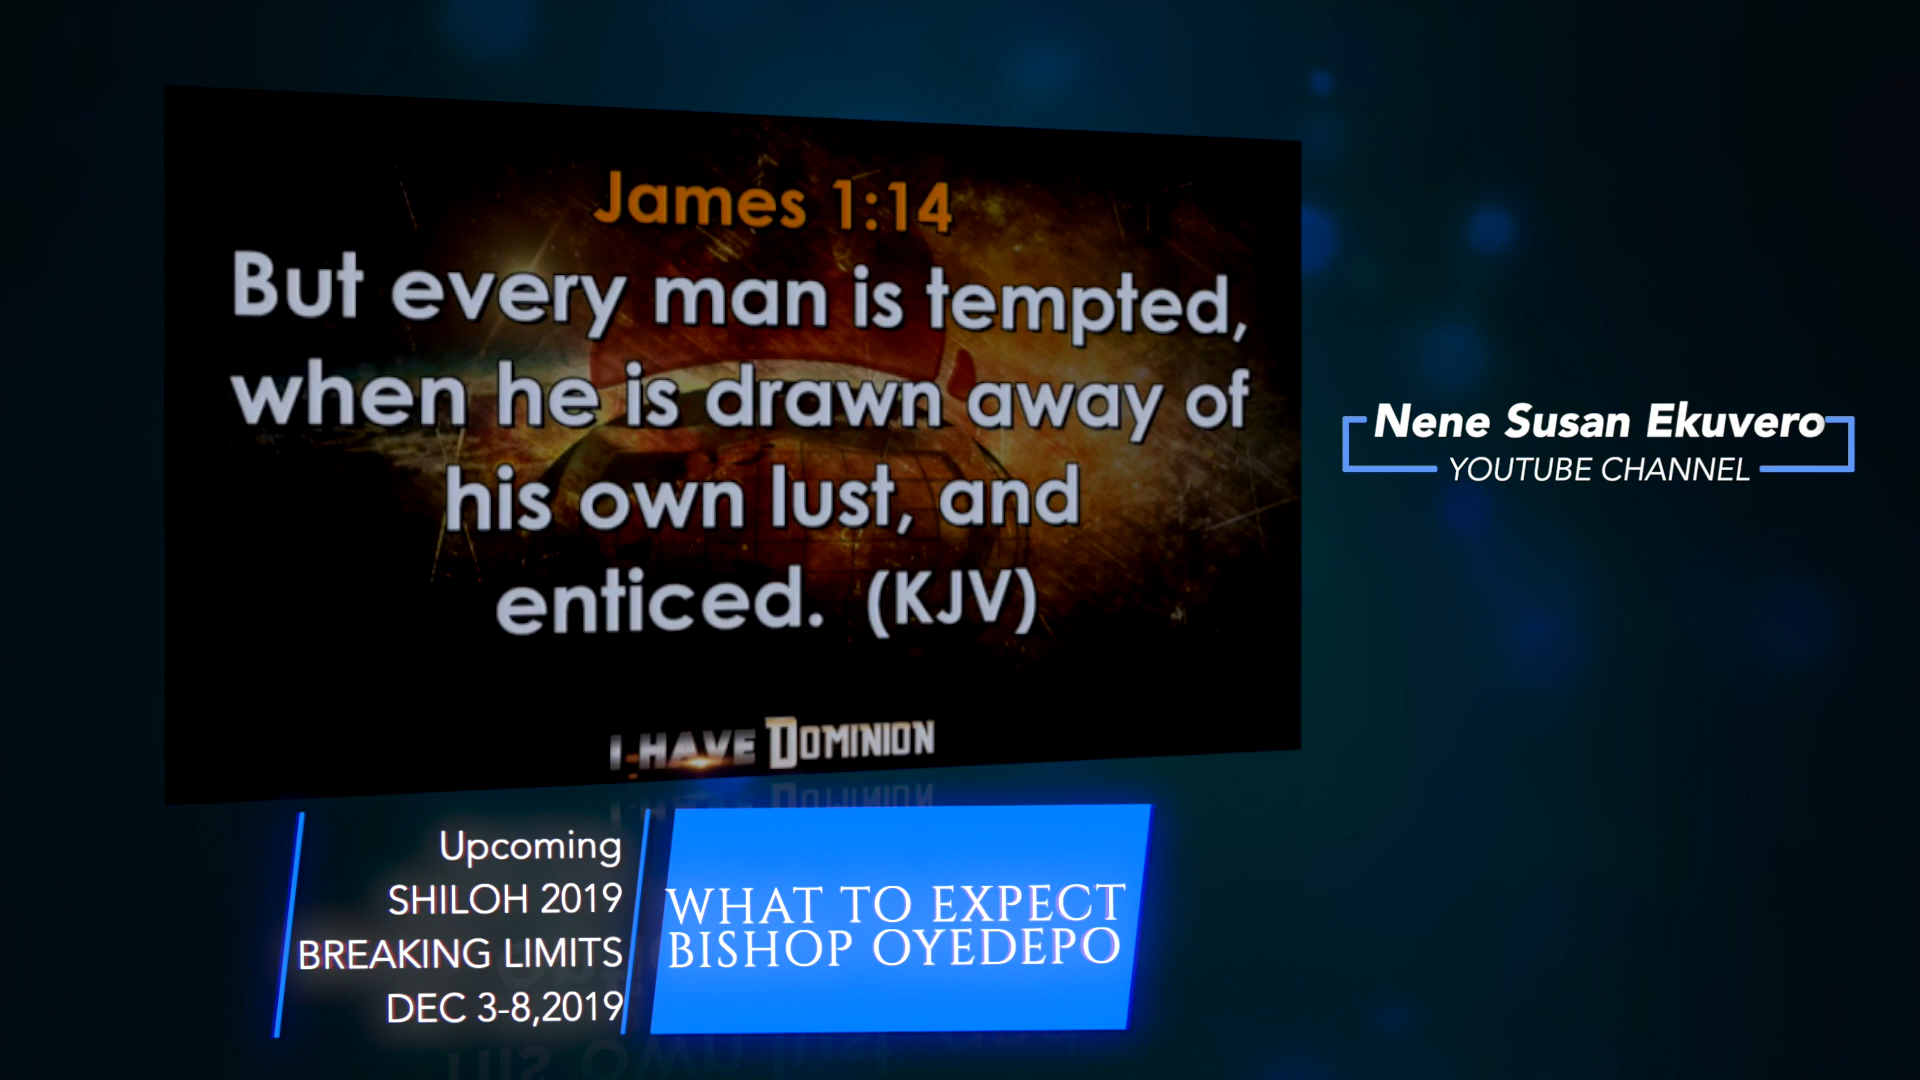 James 1:14
But every man is tempted,
when he is drawn away of
his own lust, and
enticed. (KJV)
I HAVE DOMINION
Nene Susan Ekuvero
YOUTUBE CHANNEL
Upcoming
SHILOH 2019
BREAKING LIMITS
DEC 3-8,2019
WHAT TO EXPECT
BISHOP OYEDEPO